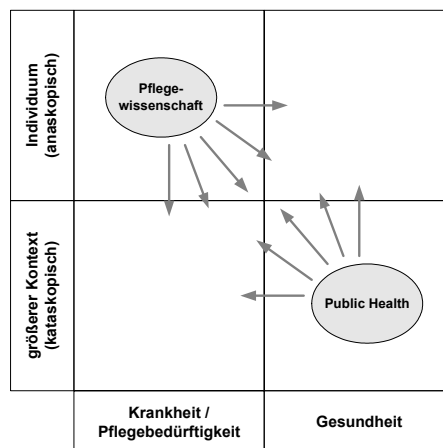 Individuum
(anaskopisch)
Pflege-
wissenschaft
größerer Kontext
(kataskopisch)
Public Health
Krankheit /
Pflegebedürftigkeit
Gesundheit